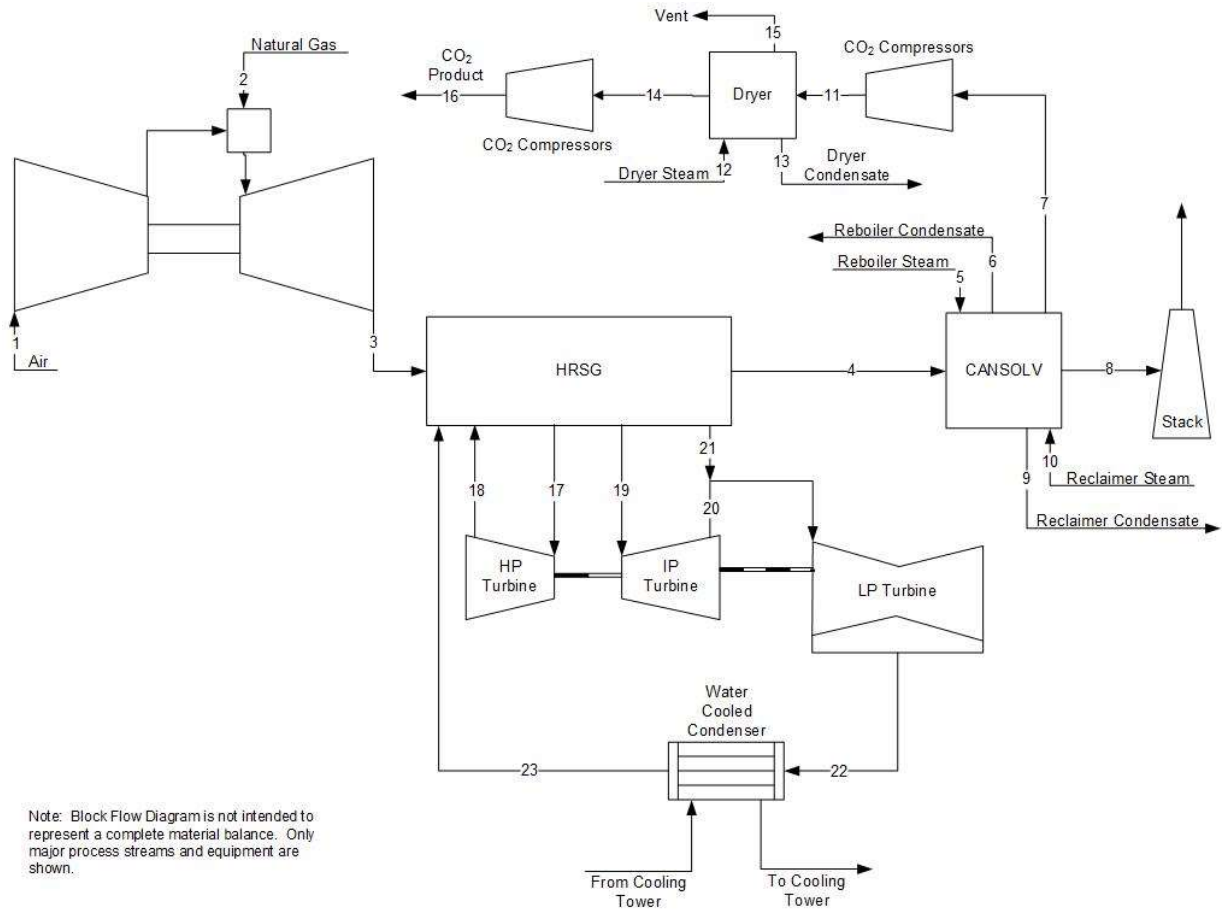 Vent
15
CO2 Compressors
Natural Gas
CO2
Product
2
16
14
Dryer
11
CO2 Compressors
Dryer Steam
12
13
Dryer
Condensate
7
Reboiler Condensate
6
Reboiler Steam
5
1
Air
3
HRSG
4
CANSOLV
8
Stack
21
18
17
19
20
9
10
Reclaimer Steam
Reclaimer Condensate
HP
Turbine
IP
Turbine
LP Turbine
Water
Cooled
Condenser
23
22
Note: Block Flow Diagram is not intended to
represent a complete material balance. Only
major process streams and equipment are
shown.
From Cooling
Tower
To Cooling
Tower